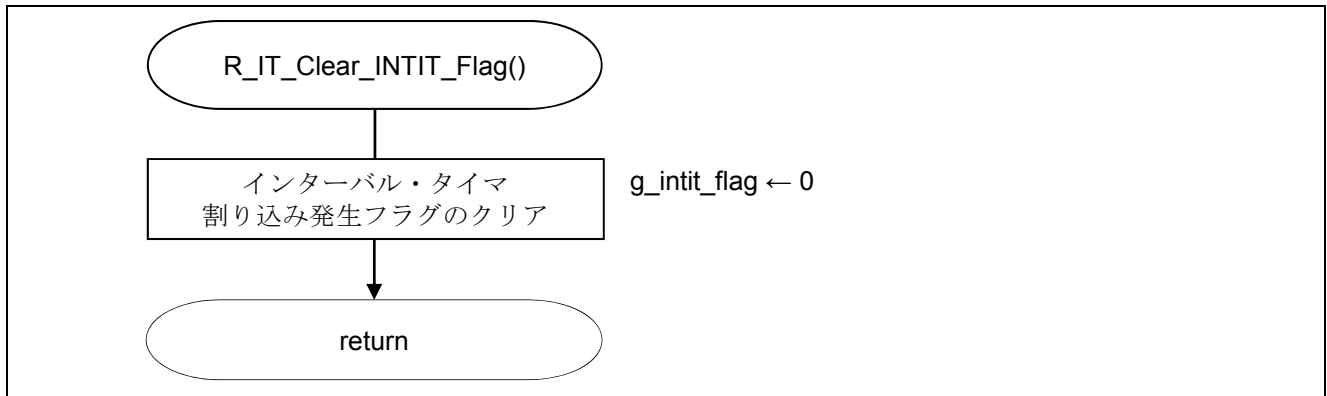 R_IT_Clear_INTIT_Flag()
インターバル・タイマ
割り込み発生フラグのクリア
g_intit_flag ← 0
return